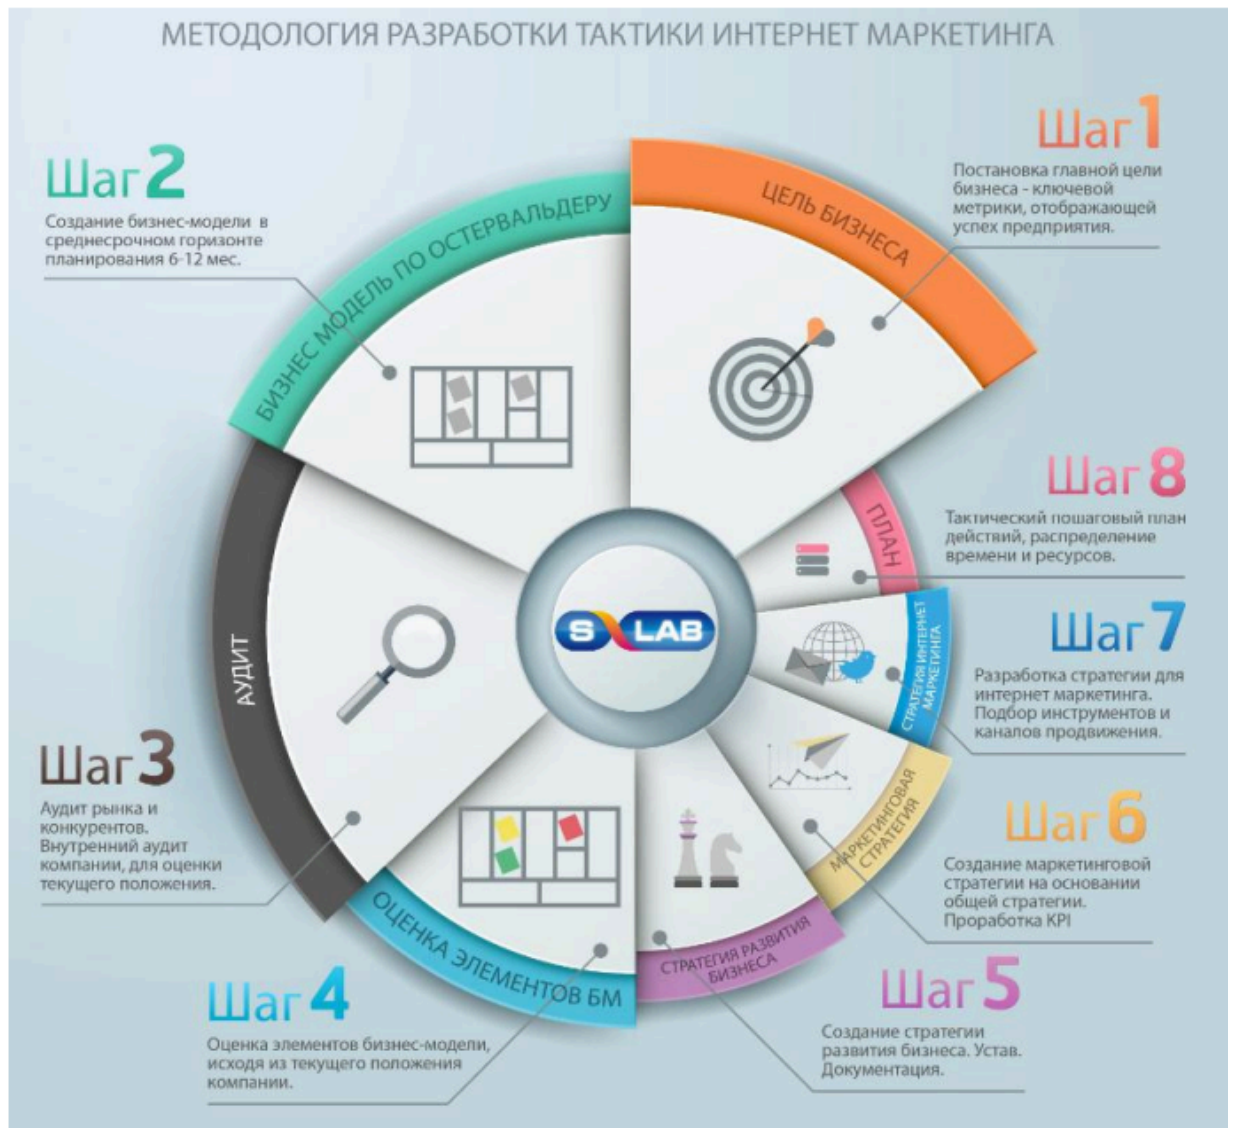 МЕТОДОЛОГИЯ РАЗРАБОТКИ ТАКТИКИ ИНТЕРНЕТ МАРКЕТИНГА
Шаг 1
Постановка главной цели
бизнеса - ключевой
метрики, отображающей
успех предприятия.
ЦЕЛЬ БИЗНЕСА
Шаг 2
Создание бизнес-модели в
среднесрочном горизонте
планирования 6-12 мес.
БИЗНЕС МОДЕЛЬ ПО ОСТЕРВАЛЬДЕРУ
Шаг 3
Аудит рынка и
конкурентов.
Внутренний аудит
компании, для оценки
текущего положения.
АУДИТ
Шаг 4
Оценка элементов бизнес-модели,
исходя из текущего положения
компании.
ОЦЕНКА ЭЛЕМЕНТОВ БМ
Шаг 5
Создание стратегии
развития бизнеса. Устав.
Документация.
СТРАТЕГИЯ РАЗВИТИЯ
БИЗНЕСА
Шаг 6
Создание маркетинговой
стратегии на основании
общей стратегии.
Проработка KPI
МАРКЕТИНГОВАЯ
СТРАТЕГИЯ
Шаг 7
Разработка стратегии для
интернет маркетинга.
Подбор инструментов и
каналов продвижения.
СТРАТЕГИЯ ИНТЕРНЕТ
МАРКЕТИНГА
Шаг 8
Тактический пошаговый план
действий, распределение
времени и ресурсов.
ПЛАН
S LAB